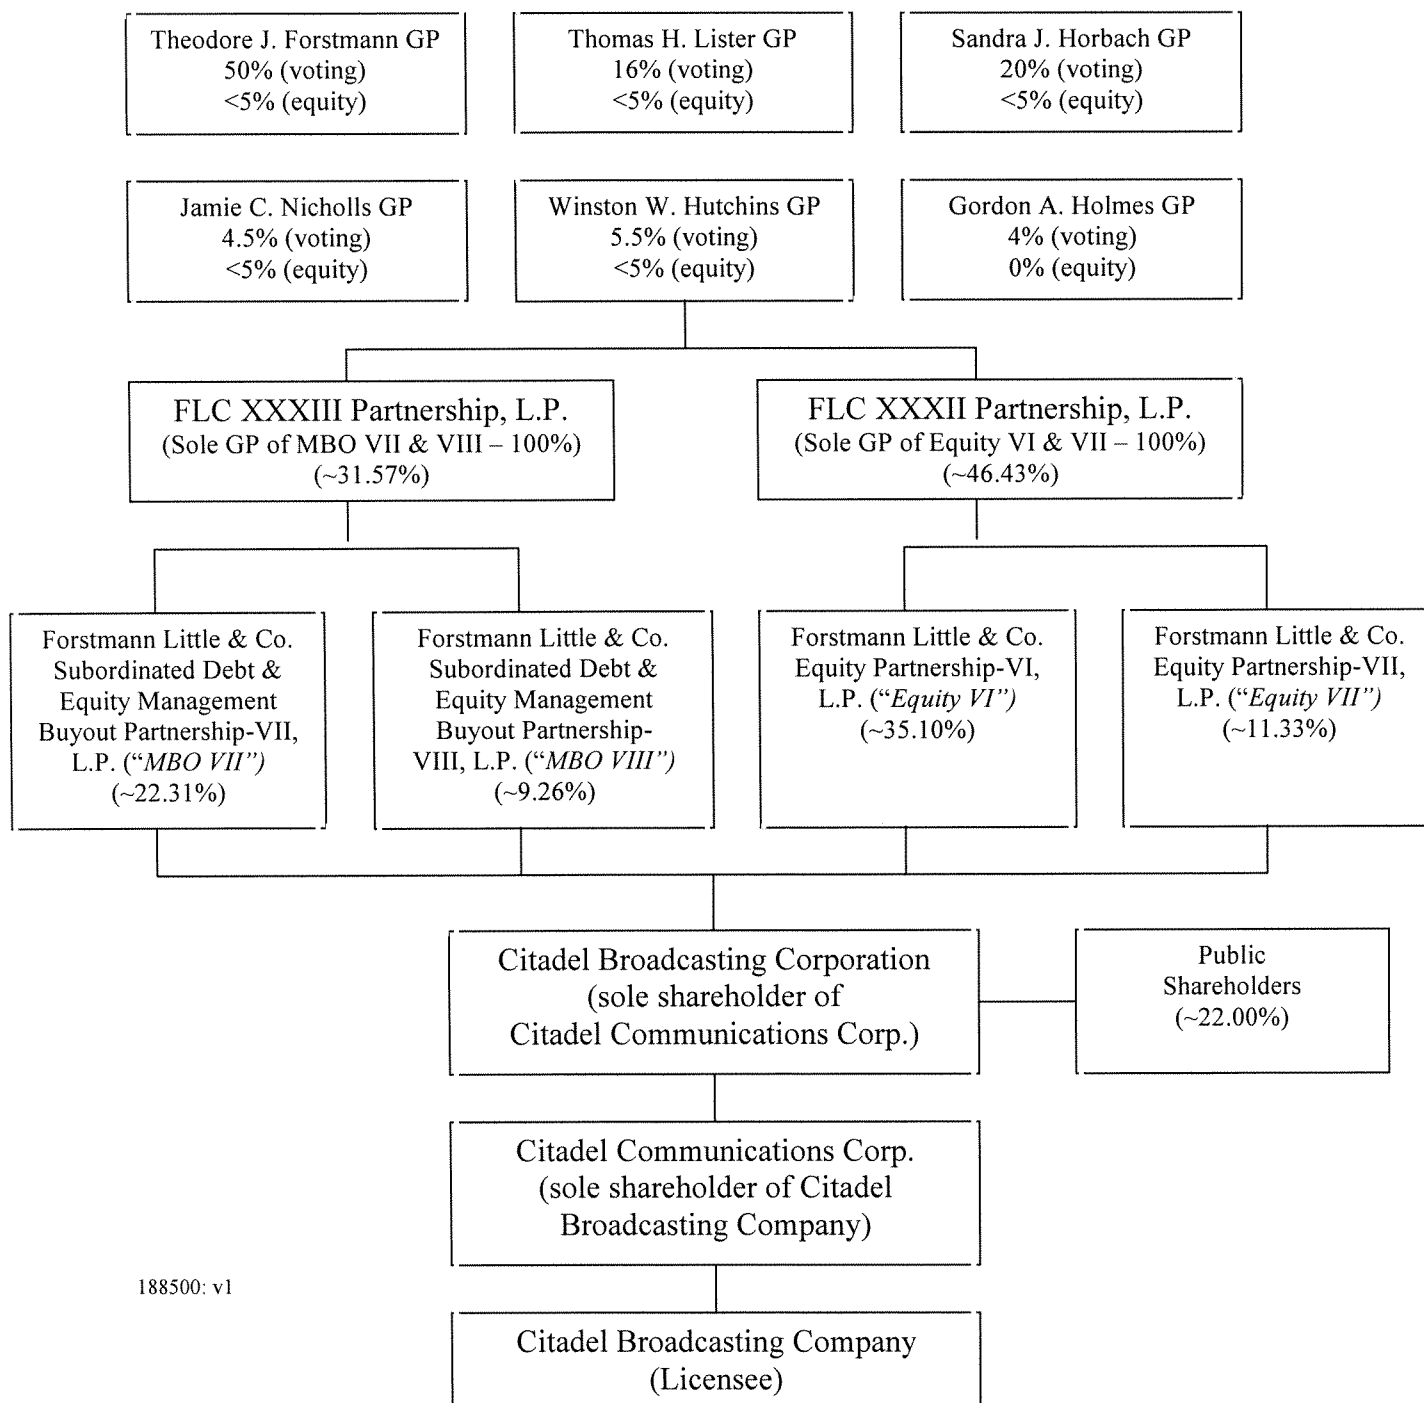 Theodore J. Forstmann GP
50% (voting)
<5% (equity)
Thomas H. Lister GP
16% (voting)
<5% (equity)
Sandra J. Horbach GP
20% (voting)
<5% (equity)
Jamie C. Nicholls GP
4.5% (voting)
<5% (equity)
Winston W. Hutchins GP
5.5% (voting)
<5% (equity)
Gordon A. Holmes GP
4% (voting)
0% (equity)
FLC XXXIII Partnership, L.P.
(Sole GP of MBO VII & VIII – 100%)
(~31.57%)
FLC XXXII Partnership, L.P.
(Sole GP of Equity VI & VII – 100%)
(~46.43%)
Forstmann Little & Co.
Subordinated Debt &
Equity Management
Buyout Partnership-VII,
L.P. (“MBO VII”)
(~22.31%)
Forstmann Little & Co.
Subordinated Debt &
Equity Management
Buyout Partnership-
VIII, L.P. (“MBO VIII”)
(~9.26%)
Forstmann Little & Co.
Equity Partnership-VI,
L.P. (“Equity VI”)
(~35.10%)
Forstmann Little & Co.
Equity Partnership-VII,
L.P. (“Equity VII”)
(~11.33%)
Citadel Broadcasting Corporation
(sole shareholder of
Citadel Communications Corp.)
Public
Shareholders
(~22.00%)
Citadel Communications Corp.
(sole shareholder of Citadel
Broadcasting Company)
188500: v1
Citadel Broadcasting Company
(Licensee)